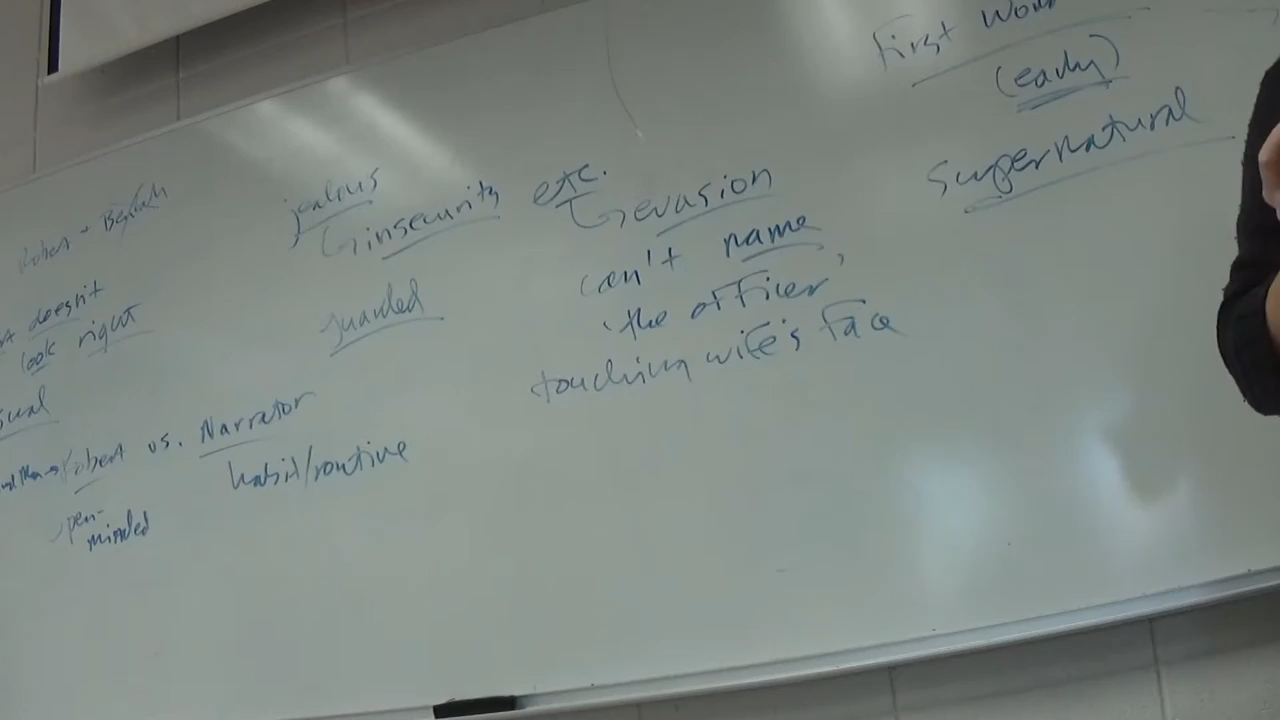 Robert + Beulah
doesn't
look right
Robert vs. Narrator
open-
minded
habit/routine
jealous
insecurity
guarded
etc.
evasion
can't name
'the officer'
touching wife's face
First
(early)
supernatural